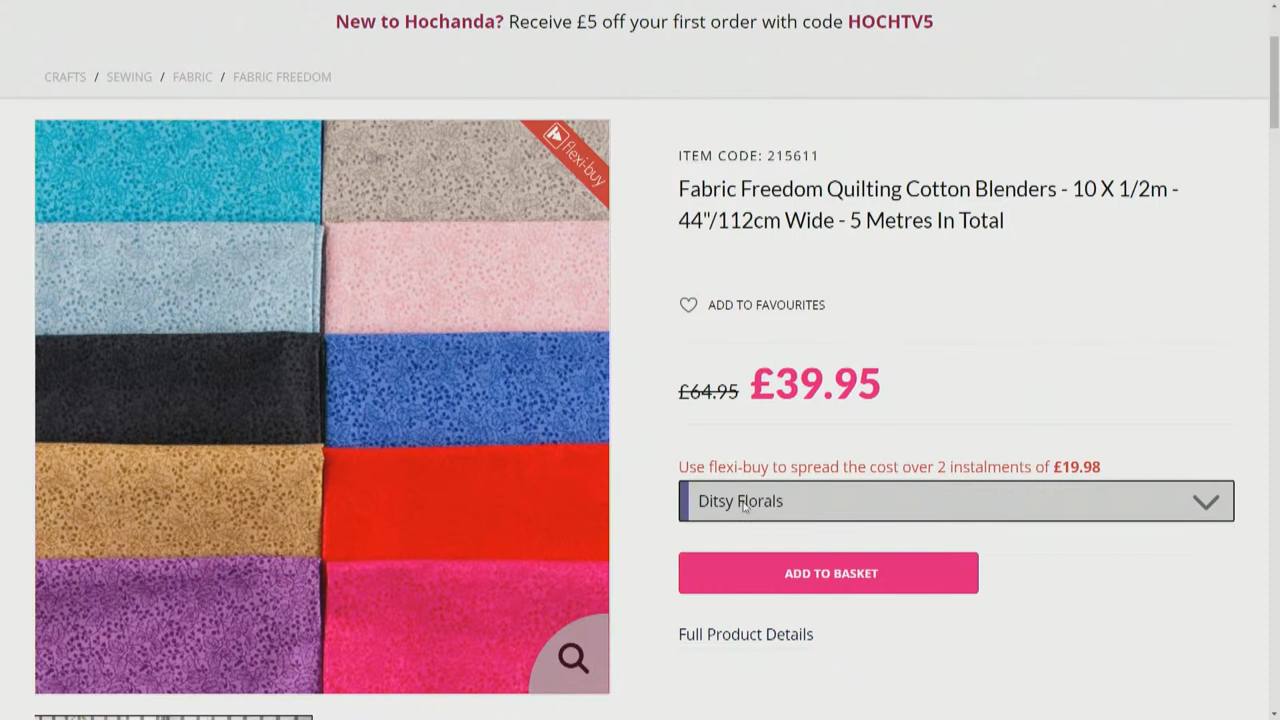 New to Hochanda? Receive £5 off your first order with code HOCHTV5
CRAFTS / SEWING / FABRIC / FABRIC FREEDOM
flexi-buy
ITEM CODE: 215611
Fabric Freedom Quilting Cotton Blenders - 10 X 1/2m -
44"/112cm Wide - 5 Metres In Total
ADD TO FAVOURITES
£64.95 £39.95
Use flexi-buy to spread the cost over 2 instalments of £19.98
Ditsy Florals
ADD TO BASKET
Full Product Details